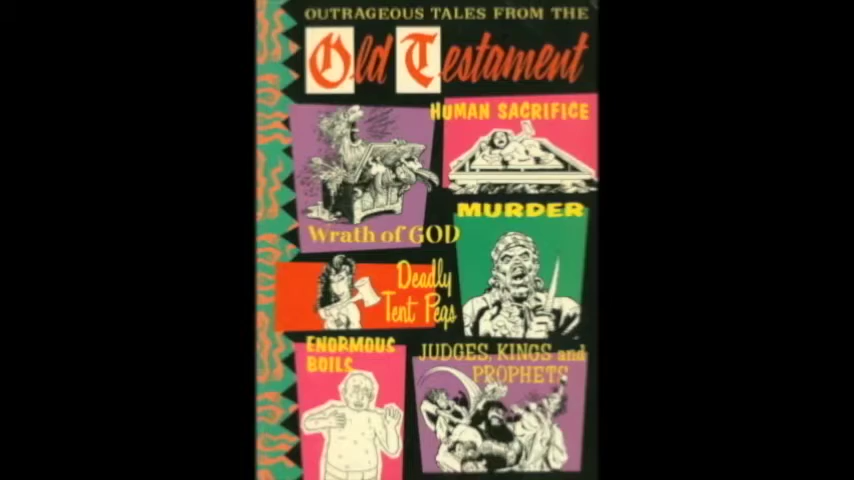 OUTRAGEOUS TALES FROM THE
Old Testament
HUMAN SACRIFICE
MURDER
Wrath of GOD
Deadly
Tent Pegs
ENORMOUS
BOILS
JUDGES, KINGS and
PROPHETS